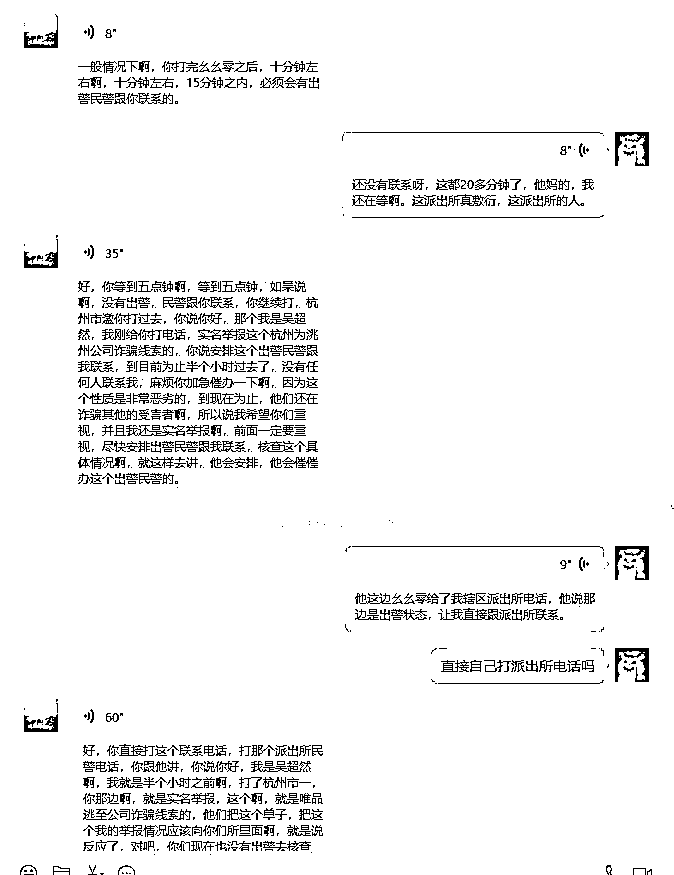 8"
一般情况下啊，你打完幺幺零之后，十分钟左
右啊，十分钟左右，15分钟之内，必须会有出
警民警跟你联系的。
8"
还没有联系呀，这都20多分钟了，他妈的，我
还在等啊。这派出所真敷衍，这派出所的人。
35"
好，你等到五点钟啊，等到五点钟，如果说
啊，没有出警，民警跟你联系，你继续打，杭
州市邀你打过去，你说你好，那个我是吴超
然，我刚给你打电话，实名举报这个杭州为洮
州公司诈骗线索的，你说安排这个出警民警跟
我联系，到目前为止半个小时过去了，没有任
何人联系我，麻烦你加急催办一下啊，因为这
个性质是非常恶劣的，到现在为止，他们还在
诈骗其他的受害者啊，所以说我希望你们重
视，并且我还是实名举报啊，前面一定要重
视，尽快安排出警民警跟我联系，核查这个具
体情况啊，就这样去讲，他会安排，他会催催
办这个出警民警的。
9"
他这边幺幺零给了我辖区派出所电话，他说那
边是出警状态，让我直接跟派出所联系。
直接自己打派出所电话吗
60"
好，你直接打这个联系电话，打那个派出所民
警电话，你跟他讲，你说你好，我是吴超然
啊，我就是半个小时之前啊，打了杭州市一，
你那边啊，就是实名举报，这个啊，就是唯品
逃至公司诈骗线索的，他们把这个单子，把这
个我的举报情况应该向你们所里面啊，就是说
反应了，对吧，你们现在也没有出警去核查